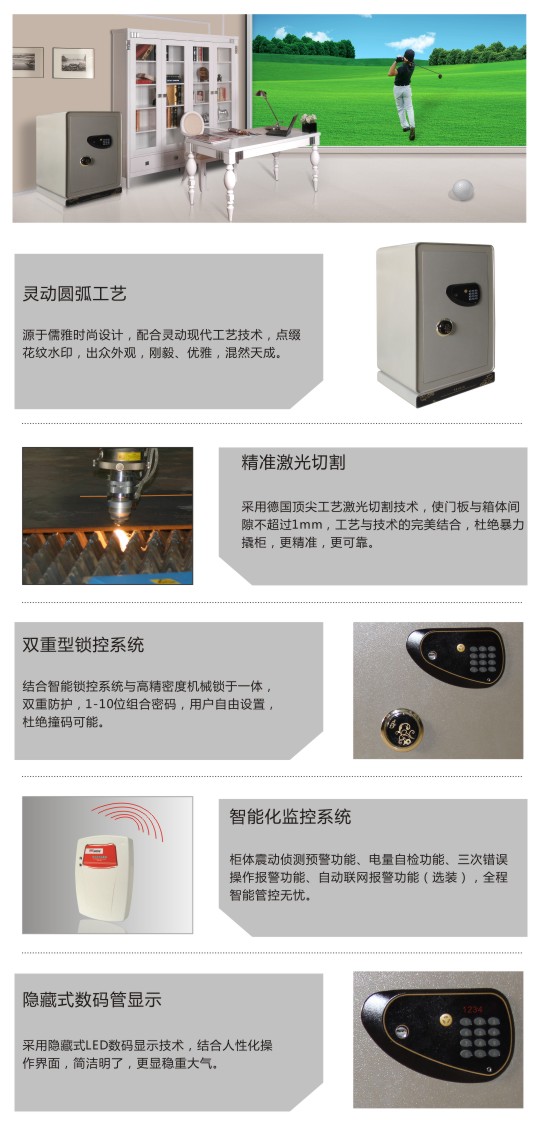 灵动圆弧工艺
源于儒雅时尚设计，配合灵动现代工艺技术，点缀
花纹水印，出众外观，刚毅、优雅，混然天成。
精准激光切割
采用德国顶尖工艺激光切割技术，使门板与箱体间
隙不超过1mm，工艺与技术的完美结合，杜绝暴力
撬柜，更精准，更可靠。
双重型锁控系统
结合智能锁控系统与高精密度机械锁于一体，
双重防护，1-10位组合密码，用户自由设置，
杜绝撞码可能。
智能化监控系统
柜体震动侦测预警功能、电量自检功能、三次错误
操作报警功能、自动联网报警功能（选装），全程
智能管控无忧。
隐藏式数码管显示
1234
采用隐藏式LED数码显示技术，结合人性化操
作界面，简洁明了，更显稳重大气。